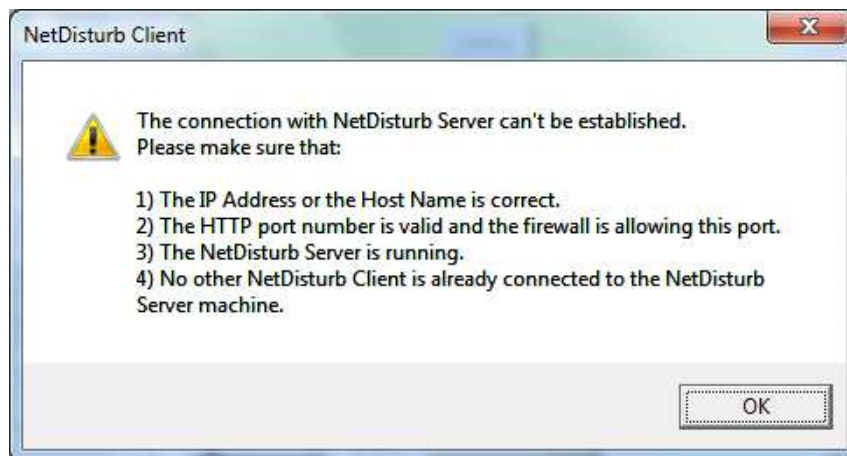 NetDisturb Client
The connection with NetDisturb Server can't be established.
Please make sure that:
1) The IP Address or the Host Name is correct.
2) The HTTP port number is valid and the firewall is allowing this port.
3) The NetDisturb Server is running.
4) No other NetDisturb Client is already connected to the NetDisturb
Server machine.
OK